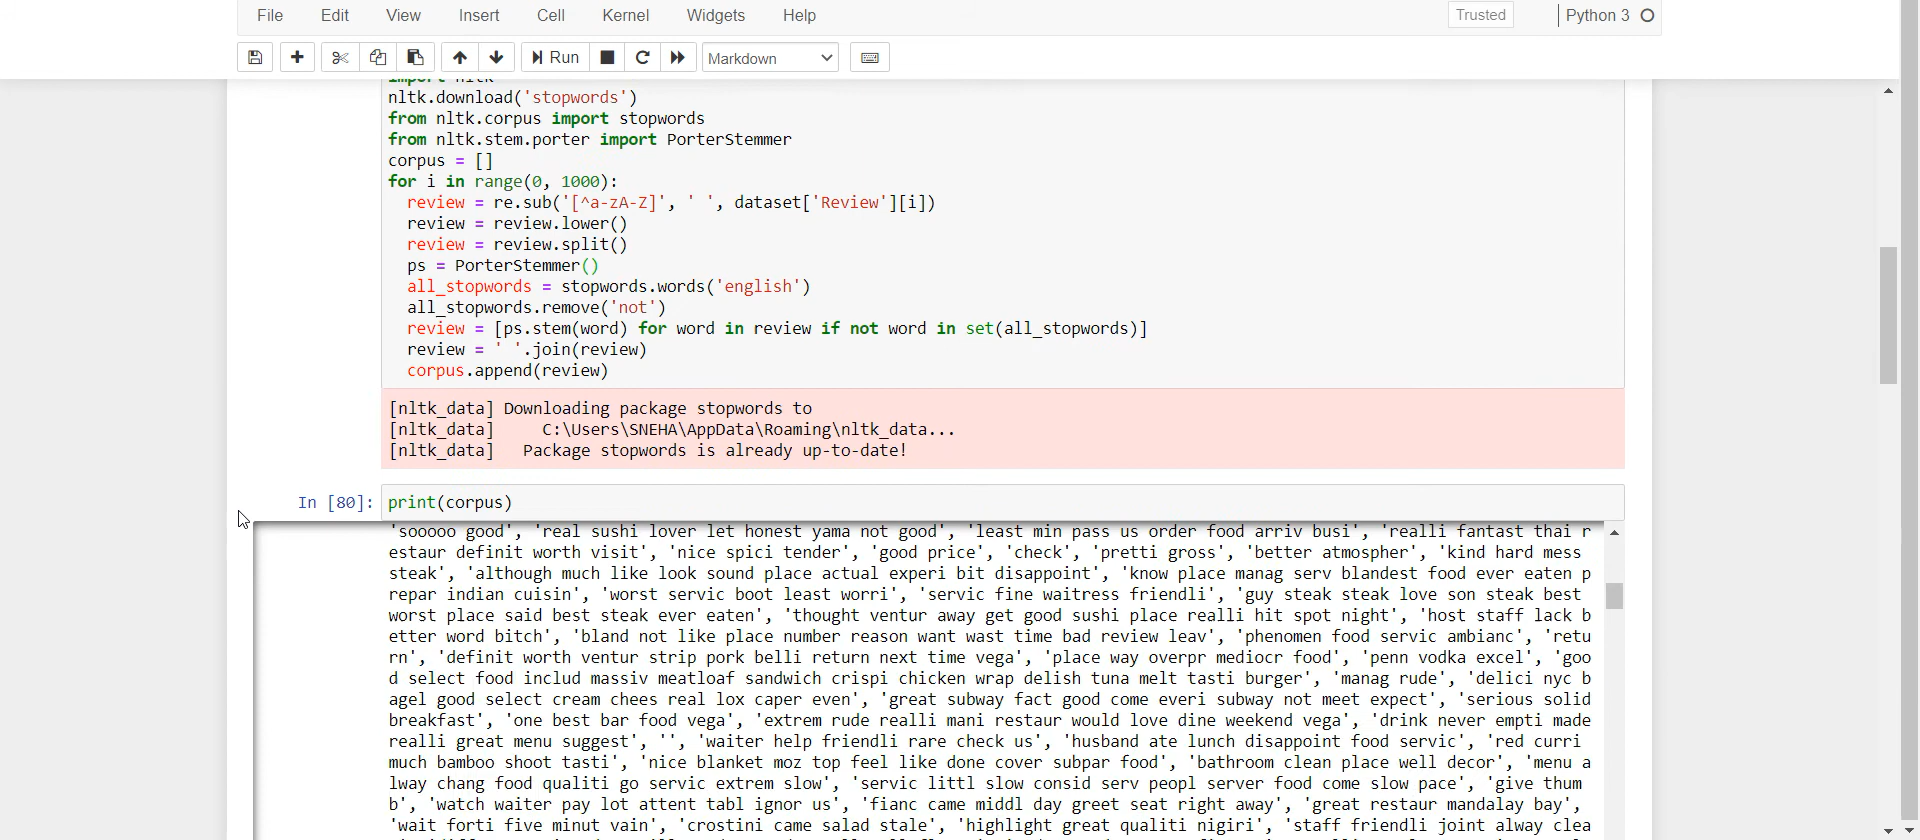 File Edit View Insert Cell Kernel Widgets Help Trusted Python 3
Run Markdown
import nltk
nltk.download('stopwords')
from nltk.corpus import stopwords
from nltk.stem.porter import PorterStemmer
corpus = []
for i in range(0, 1000):
  review = re.sub('[^a-zA-Z]', ' ', dataset['Review'][i])
  review = review.lower()
  review = review.split()
  ps = PorterStemmer()
  all_stopwords = stopwords.words('english')
  all_stopwords.remove('not')
  review = [ps.stem(word) for word in review if not word in set(all_stopwords)]
  review = ' '.join(review)
  corpus.append(review)
[nltk_data] Downloading package stopwords to
[nltk_data]     C:\Users\SNEHA\AppData\Roaming\nltk_data...
[nltk_data]   Package stopwords is already up-to-date!
In [80]: print(corpus)
'sooooo good', 'real sushi lover let honest yama not good', 'least min pass us order food arriv busi', 'realli fantast thai r
estaur definit worth visit', 'nice spici tender', 'good price', 'check', 'pretti gross', 'better atmospher', 'kind hard mess
steak', 'although much like look sound place actual experi bit disappoint', 'know place manag serv blandest food ever eaten p
repar indian cuisin', 'worst servic boot least worri', 'servic fine waitress friendli', 'guy steak steak love son steak best
worst place said best steak ever eaten', 'thought ventur away get good sushi place realli hit spot night', 'host staff lack b
etter word bitch', 'bland not like place number reason want wast time bad review leav', 'phenomen food servic ambianc', 'retu
rn', 'definit worth ventur strip pork belli return next time vega', 'place way overpr mediocr food', 'penn vodka excel', 'goo
d select food includ massiv meatloaf sandwich crispi chicken wrap delish tuna melt tasti burger', 'manag rude', 'delici nyc b
agel good select cream chees real lox caper even', 'great subway fact good come everi subway not meet expect', 'serious solid
breakfast', 'one best bar food vega', 'extrem rude realli mani restaur would love dine weekend vega', 'drink never empti made
realli great menu suggest', '', 'waiter help friendli rare check us', 'husband ate lunch disappoint food servic', 'red curri
much bamboo shoot tasti', 'nice blanket moz top feel like done cover subpar food', 'bathroom clean place well decor', 'menu a
lway chang food qualiti go servic extrem slow', 'servic littl slow consid serv peopl server food come slow pace', 'give thum
b', 'watch waiter pay lot attent tabl ignor us', 'fianc came middl day greet seat right away', 'great restaur mandalay bay',
'wait forti five minut vain', 'crostini came salad stale', 'highlight great qualiti nigiri', 'staff friendli joint alway clea